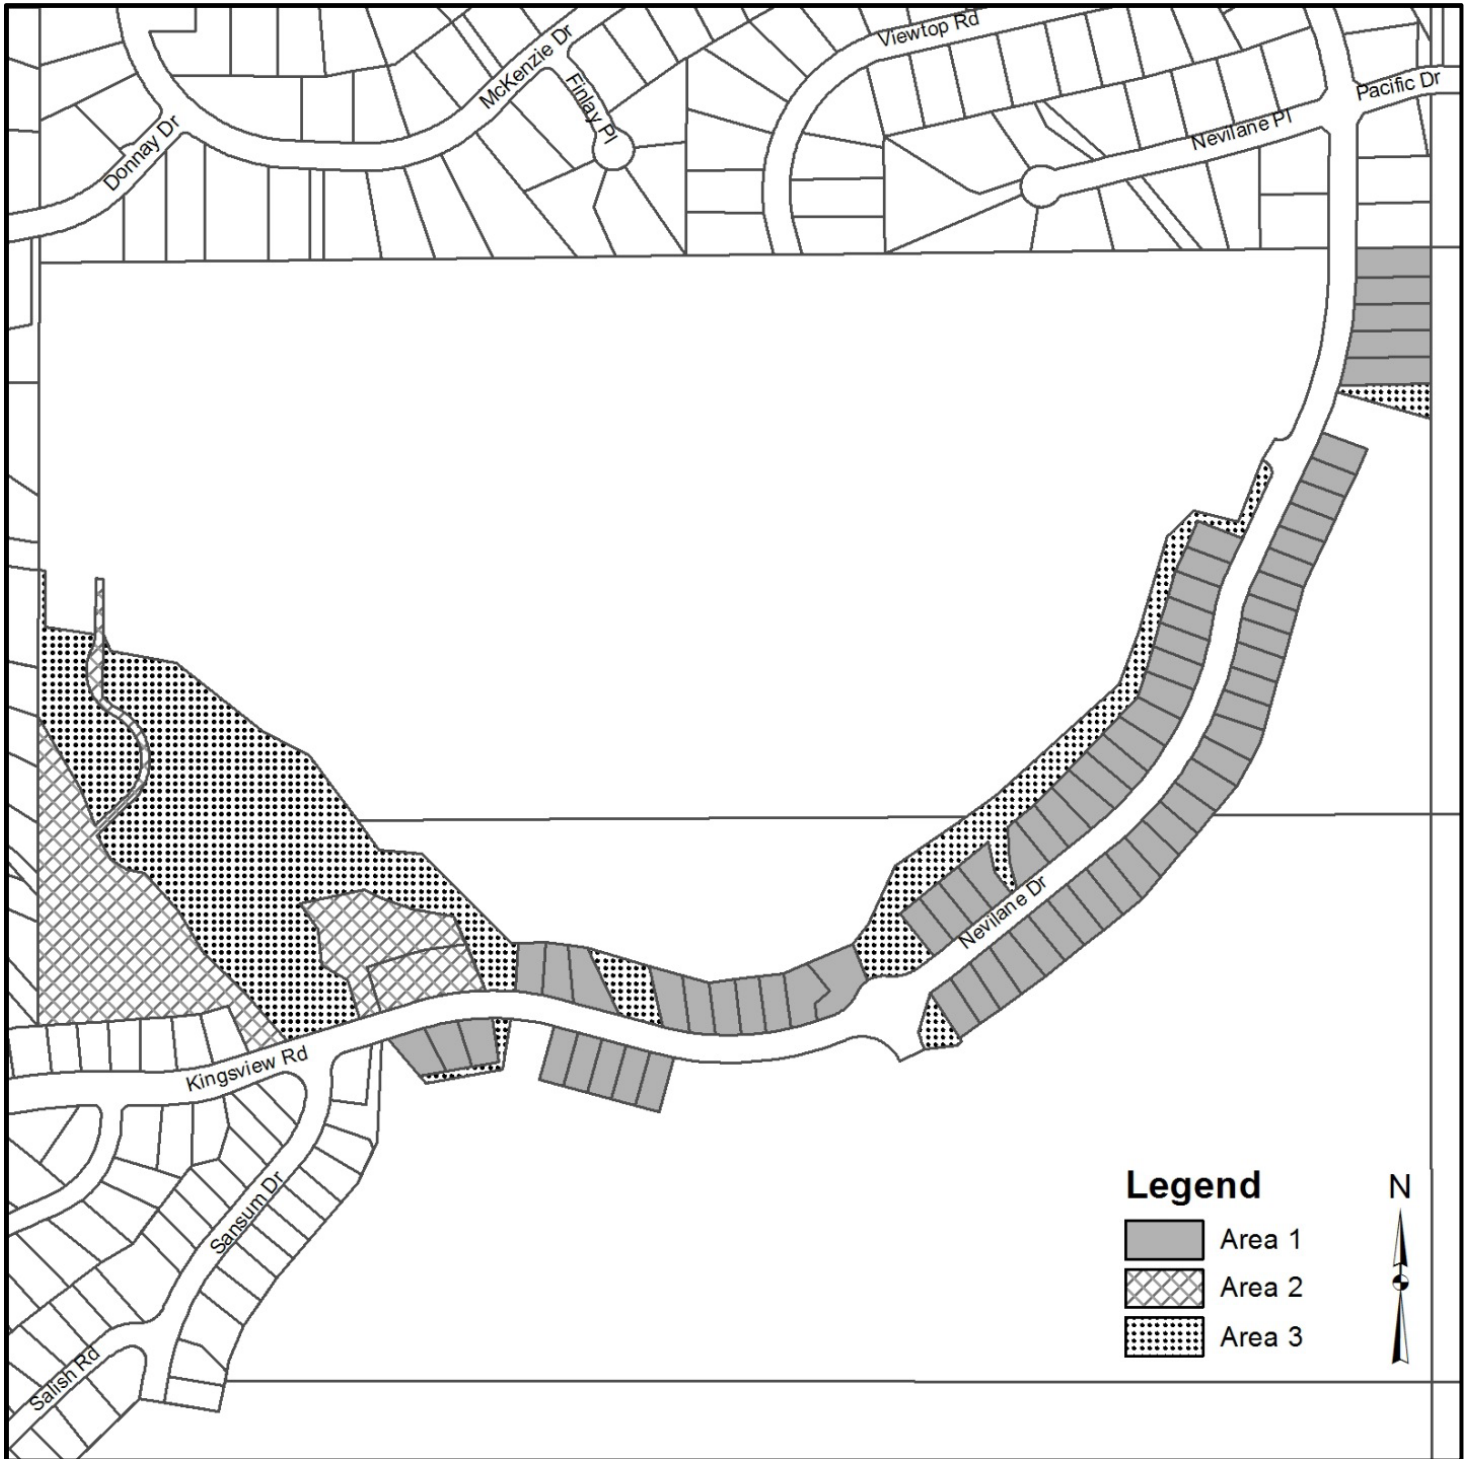 Viewtop Rd
McKenzie Dr
Finlay Pl
Pacific Dr
Nevilane Pl
Donnay Dr
Nevilane Dr
Kingsview Rd
Sansum Dr
Salish Rd
Legend
N
Area 1
Area 2
Area 3